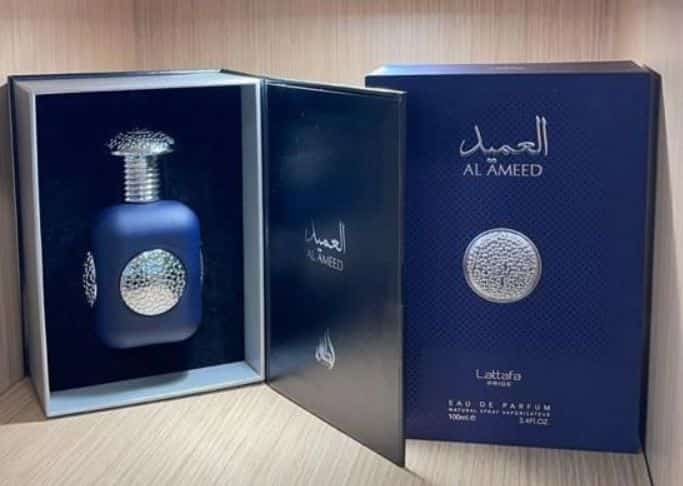 العميد
AL AMEED
العميد
AL AMEED
Lattafa
PRIDE
EAU DE PARFUM
NATURAL SPRAY VAPORISATEUR
100ml ℮ 3.4FL.OZ.